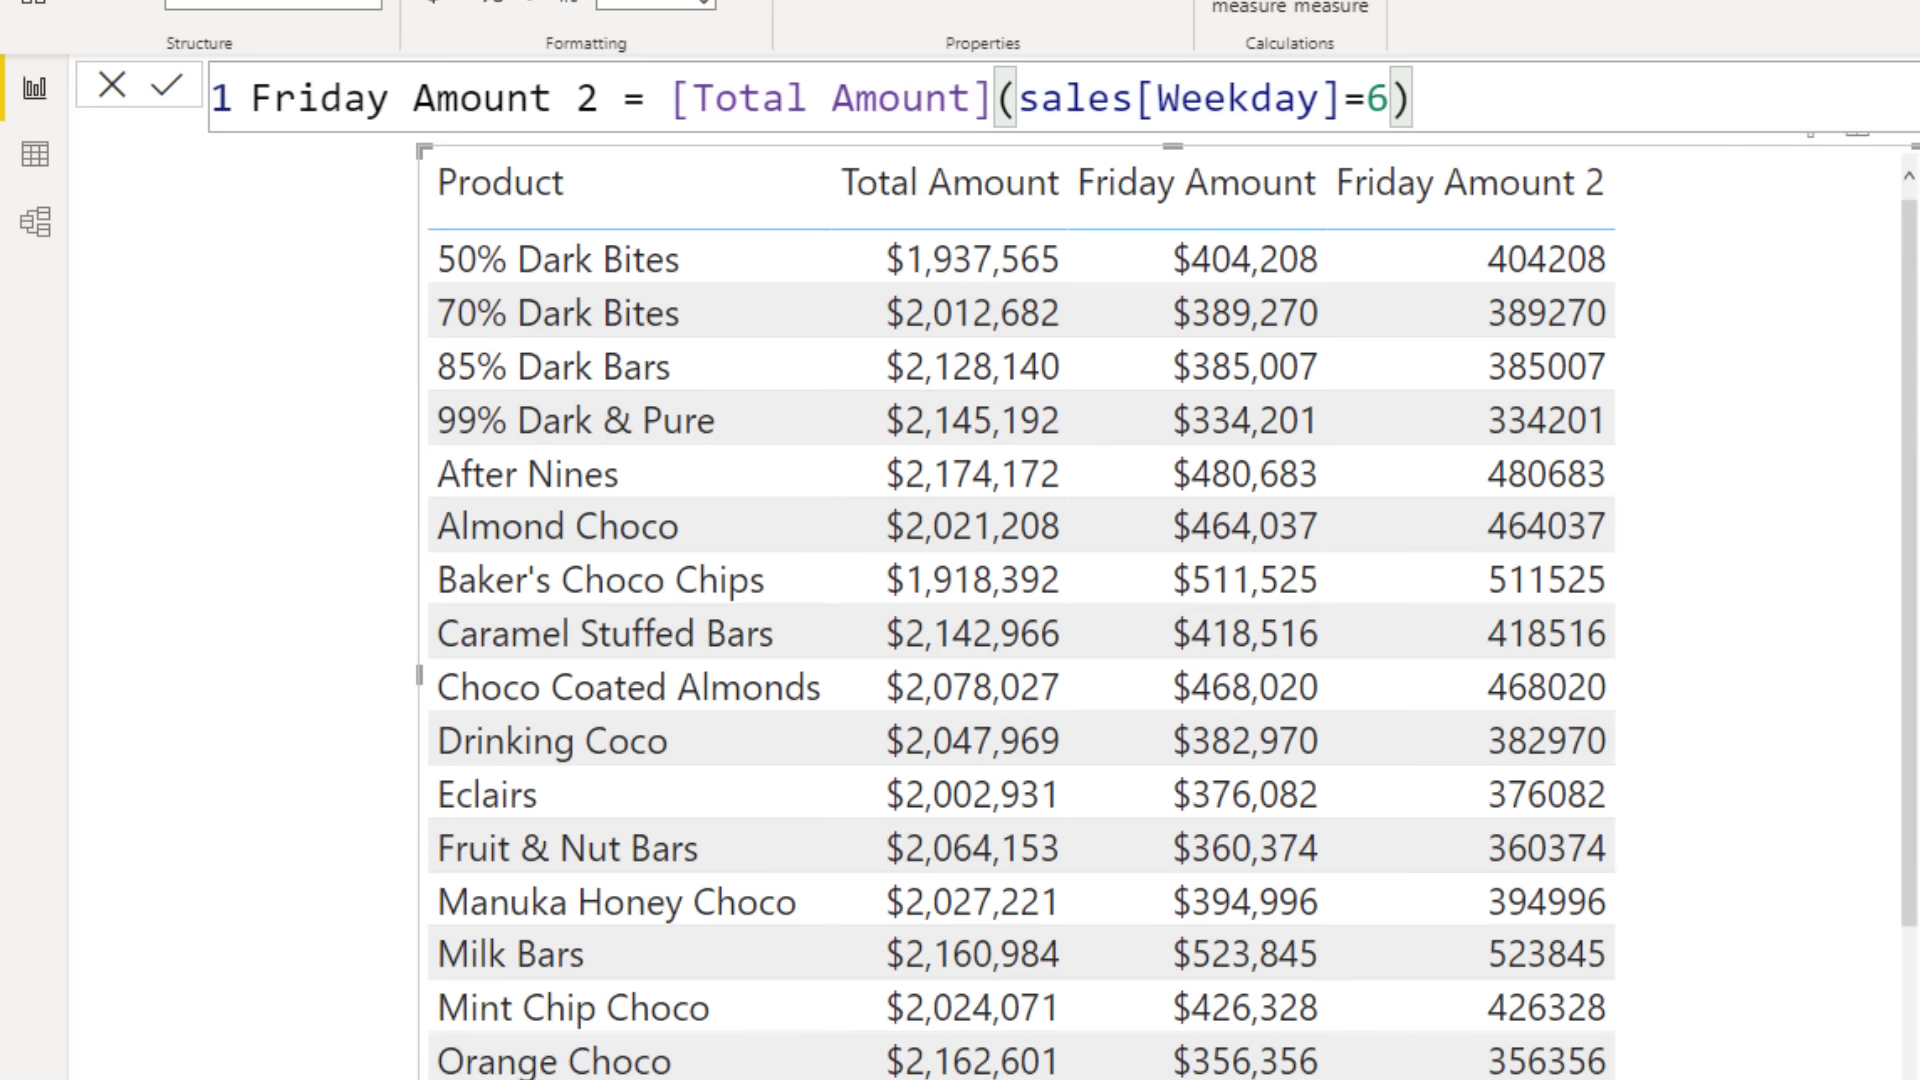 measure measure
Structure Formatting Properties Calculations
1 Friday Amount 2 = [Total Amount](sales[Weekday]=6)
Product Total Amount Friday Amount Friday Amount 2
50% Dark Bites $1,937,565 $404,208 404208
70% Dark Bites $2,012,682 $389,270 389270
85% Dark Bars $2,128,140 $385,007 385007
99% Dark & Pure $2,145,192 $334,201 334201
After Nines $2,174,172 $480,683 480683
Almond Choco $2,021,208 $464,037 464037
Baker's Choco Chips $1,918,392 $511,525 511525
Caramel Stuffed Bars $2,142,966 $418,516 418516
Choco Coated Almonds $2,078,027 $468,020 468020
Drinking Coco $2,047,969 $382,970 382970
Eclairs $2,002,931 $376,082 376082
Fruit & Nut Bars $2,064,153 $360,374 360374
Manuka Honey Choco $2,027,221 $394,996 394996
Milk Bars $2,160,984 $523,845 523845
Mint Chip Choco $2,024,071 $426,328 426328
Orange Choco $2,162,601 $356,356 356356